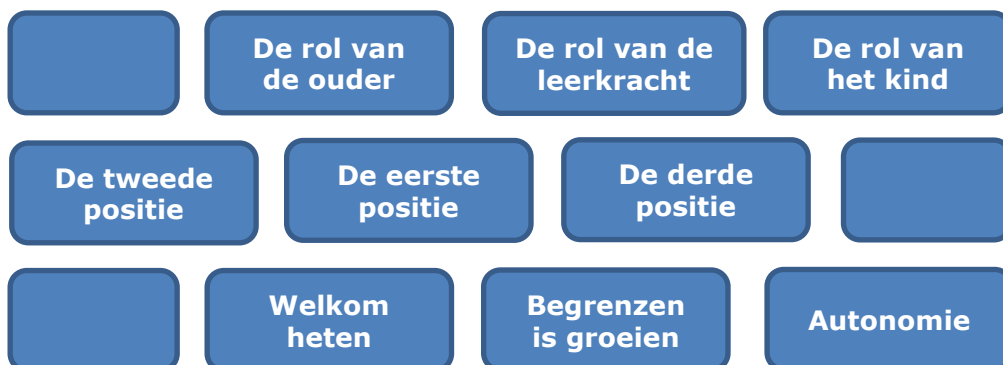 De rol van
de ouder
De rol van de
leerkracht
De rol van
het kind
De tweede
positie
De eerste
positie
De derde
positie
Welkom
heten
Begrenzen
is groeien
Autonomie